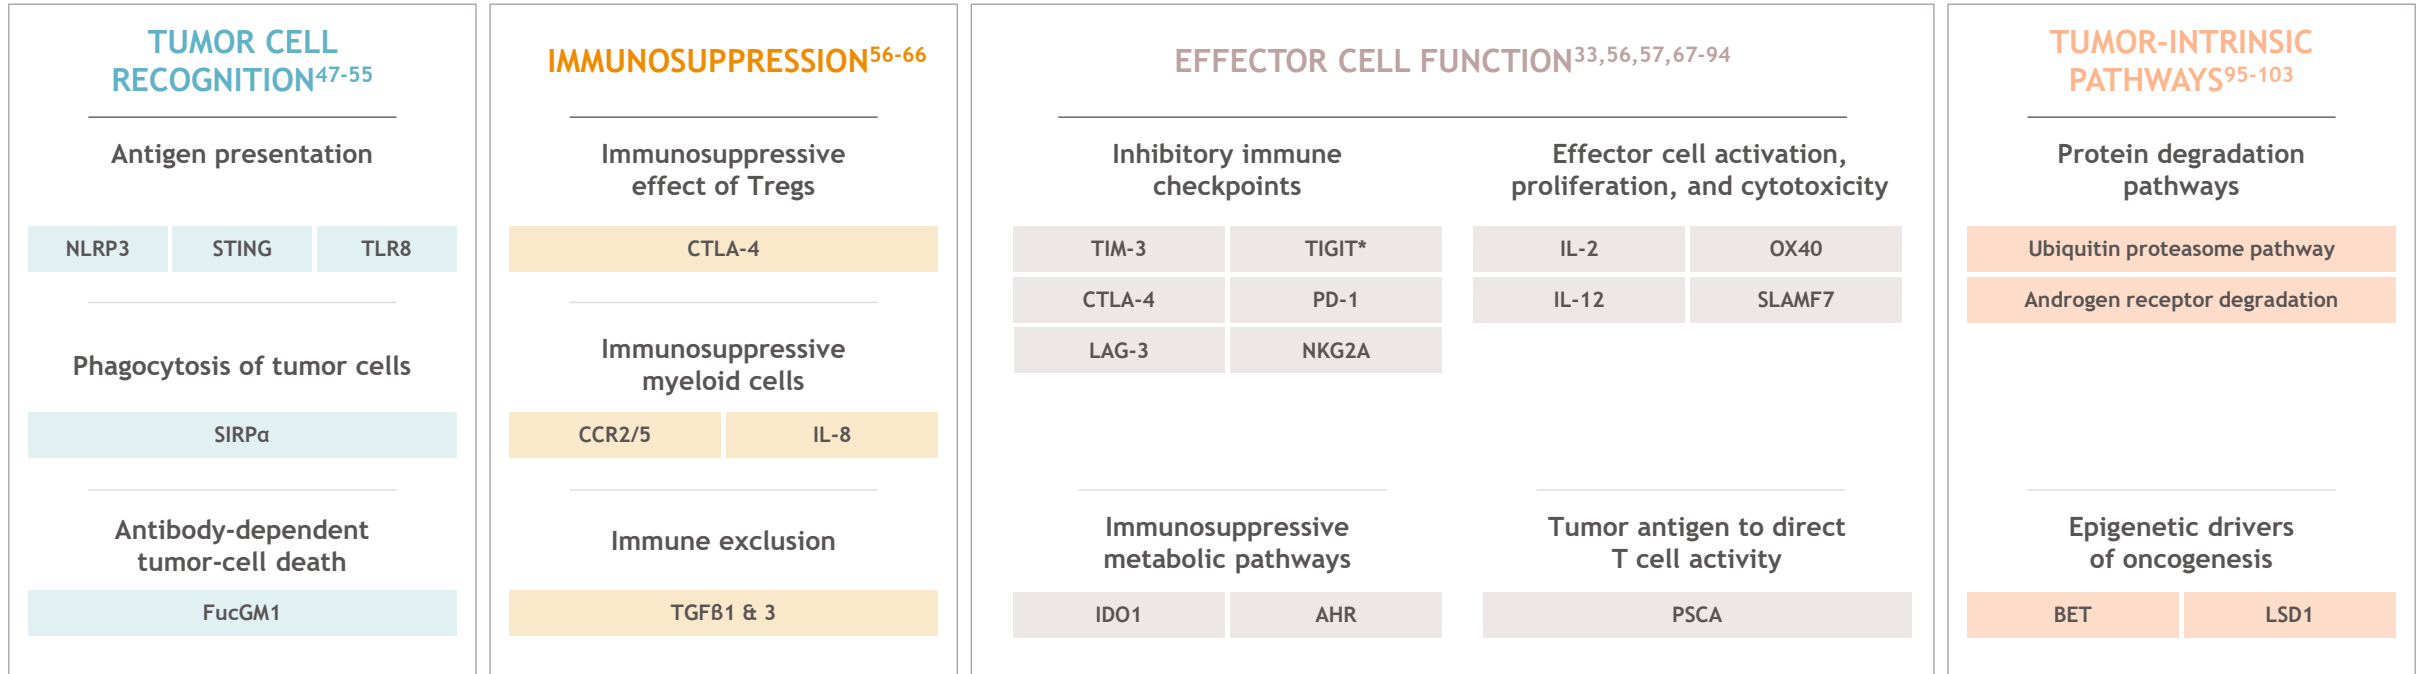 TUMOR CELL
RECOGNITION47-55
Antigen presentation
NLRP3 STING TLR8
Phagocytosis of tumor cells
SIRPα
Antibody-dependent
tumor-cell death
FucGM1
IMMUNOSUPPRESSION56-66
Immunosuppressive
effect of Tregs
CTLA-4
Immunosuppressive
myeloid cells
CCR2/5 IL-8
Immune exclusion
TGFβ1 & 3
EFFECTOR CELL FUNCTION33,56,57,67-94
Inhibitory immune
checkpoints
TIM-3 TIGIT*
CTLA-4 PD-1
LAG-3 NKG2A
Effector cell activation,
proliferation, and cytotoxicity
IL-2 OX40
IL-12 SLAMF7
Immunosuppressive
metabolic pathways
IDO1 AHR
Tumor antigen to direct
T cell activity
PSCA
TUMOR-INTRINSIC
PATHWAYS95-103
Protein degradation
pathways
Ubiquitin proteasome pathway
Androgen receptor degradation
Epigenetic drivers
of oncogenesis
BET LSD1